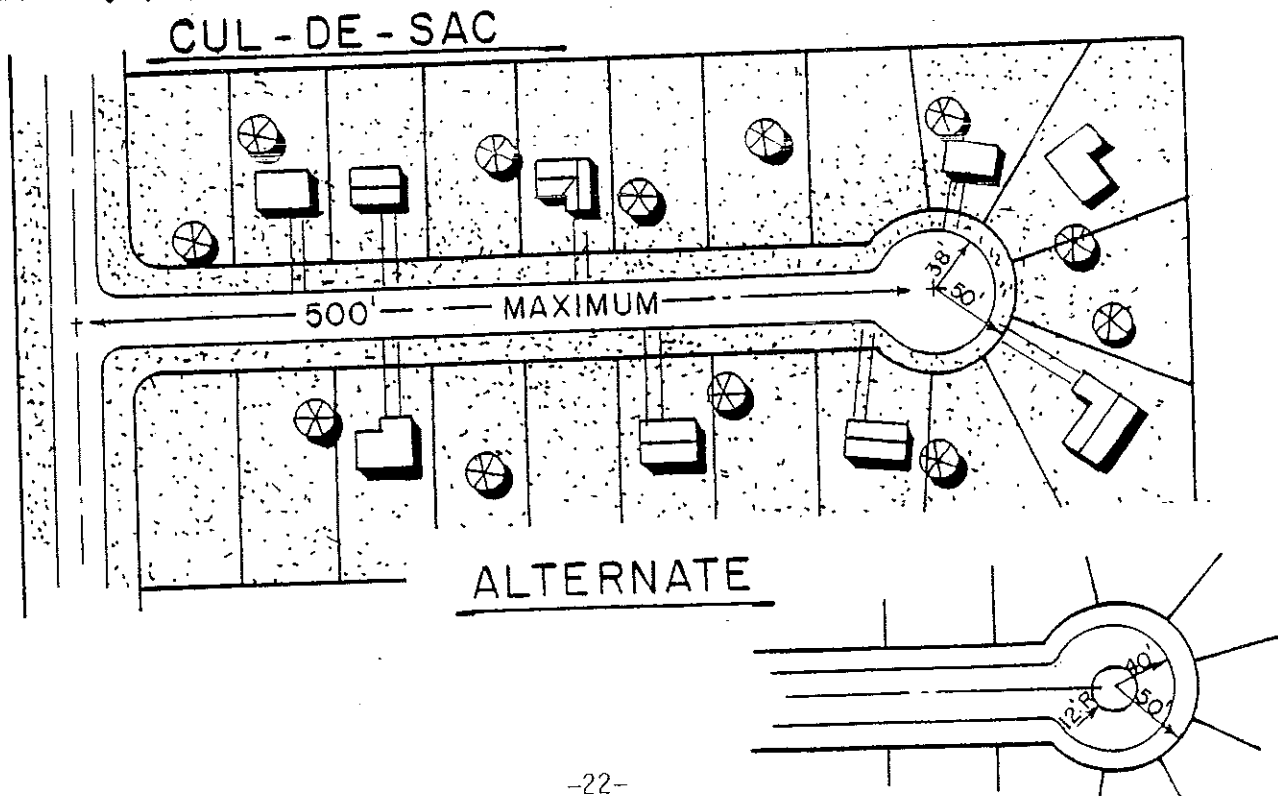 CUL-DE-SAC
38'
50'
500' MAXIMUM
ALTERNATE
40'
50'
12'R
-22-